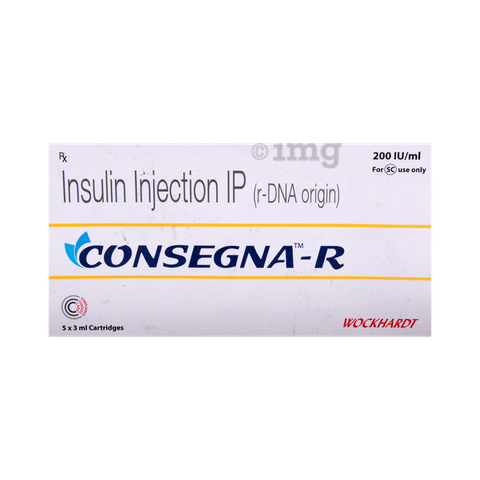 © 1mg
Rx
200 IU/ml
For SC use only
Insulin Injection IP (r-DNA origin)
CONSEGNA™-R
5 x 3 ml Cartridges
WOCKHARDT